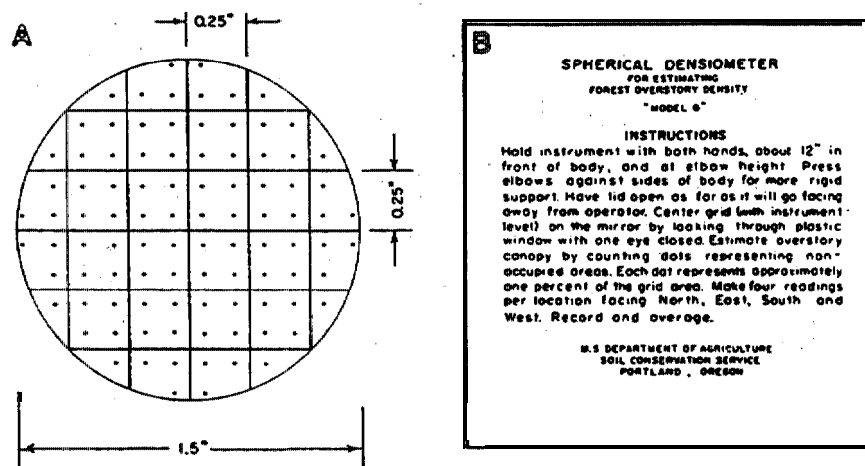 A
0.25"
0.25"
1.5"
B
SPHERICAL DENSIOMETER
FOR ESTIMATING
FOREST OVERSTORY DENSITY
"MODEL G"
INSTRUCTIONS
Hold instrument with both hands, about 12" in
front of body, and at elbow height Press
elbows against sides of body for more rigid
support. Have lid open as far as it will go facing
away from operator. Center grid (with instrument
level) on the mirror by looking through plastic
window with one eye closed. Estimate overstory
canopy by counting dots representing non-
occupied areas. Each dot represents approximately
one percent of the grid area. Make four readings
per location facing North, East, South and
West. Record and average.
U.S DEPARTMENT OF AGRICULTURE
SOIL CONSERVATION SERVICE
PORTLAND , OREGON